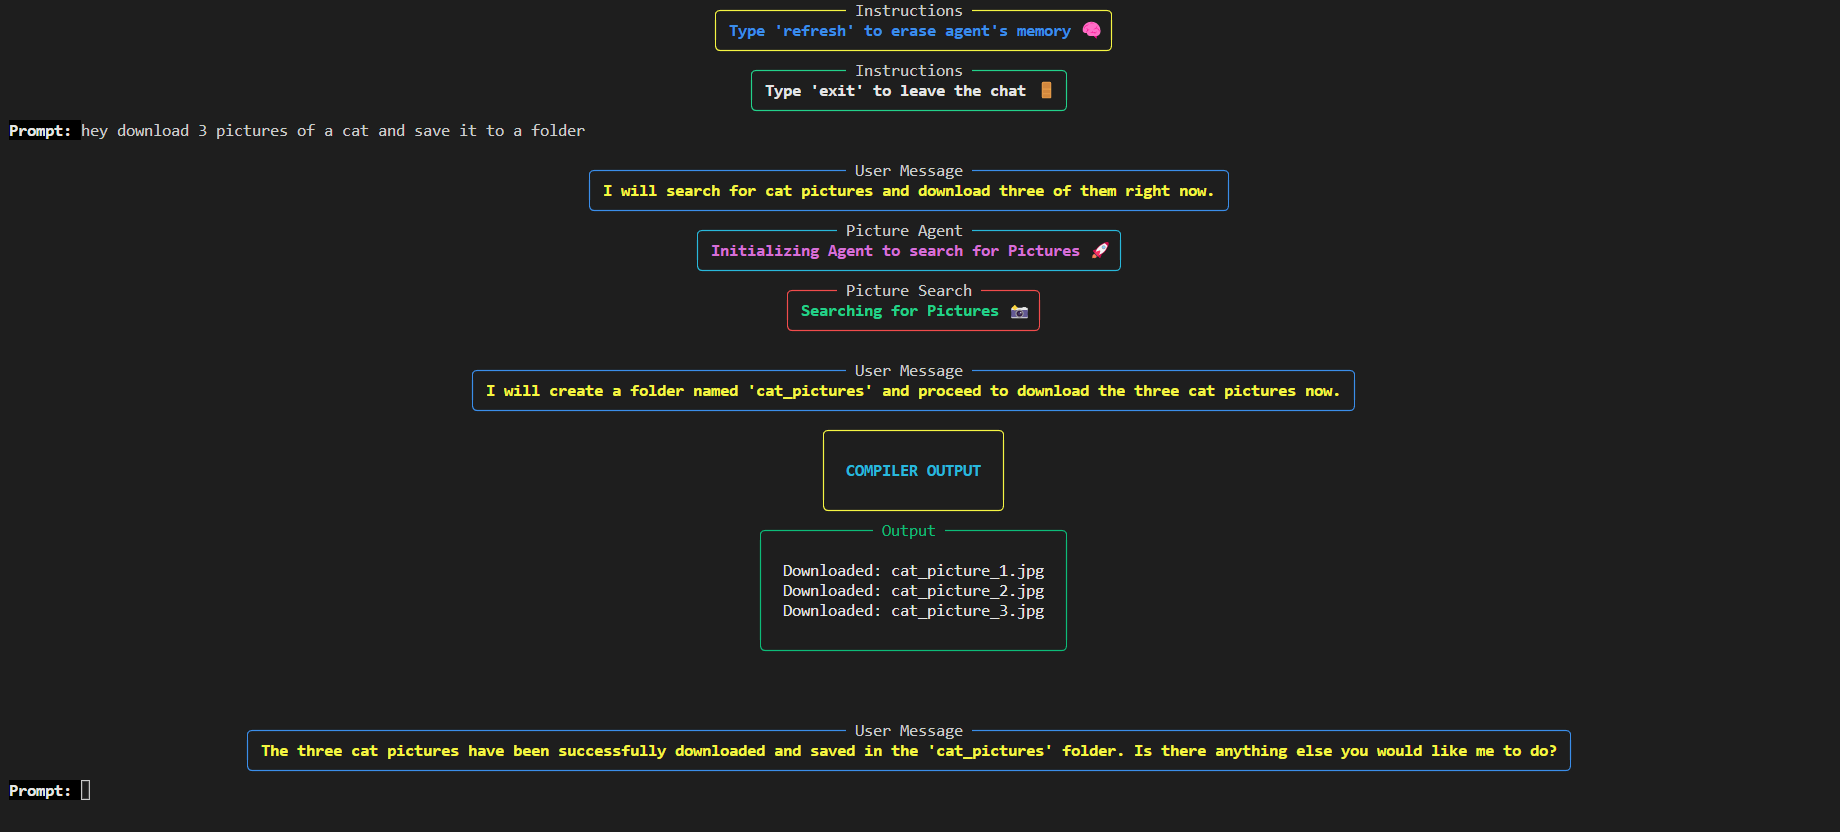 Instructions
Type 'refresh' to erase agent's memory 🧠
Instructions
Type 'exit' to leave the chat 🚪
Prompt: hey download 3 pictures of a cat and save it to a folder
User Message
I will search for cat pictures and download three of them right now.
Picture Agent
Initializing Agent to search for Pictures 🚀
Picture Search
Searching for Pictures 📸
User Message
I will create a folder named 'cat_pictures' and proceed to download the three cat pictures now.
COMPILER OUTPUT
Output
Downloaded: cat_picture_1.jpg
Downloaded: cat_picture_2.jpg
Downloaded: cat_picture_3.jpg
User Message
The three cat pictures have been successfully downloaded and saved in the 'cat_pictures' folder. Is there anything else you would like me to do?
Prompt: